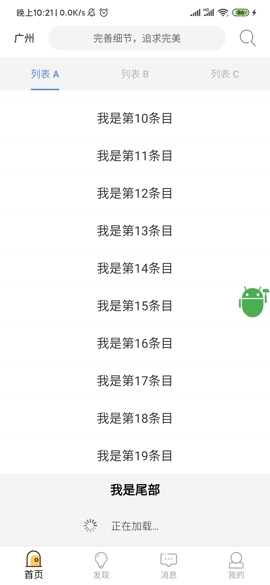 晚上10:21 | 0.0K/s
HD
86
广州
完善细节，追求完美
列表 A
列表 B
列表 C
我是第10条目
我是第11条目
我是第12条目
我是第13条目
我是第14条目
我是第15条目
我是第16条目
我是第17条目
我是第18条目
我是第19条目
我是尾部
正在加载...
首页
发现
消息
我的